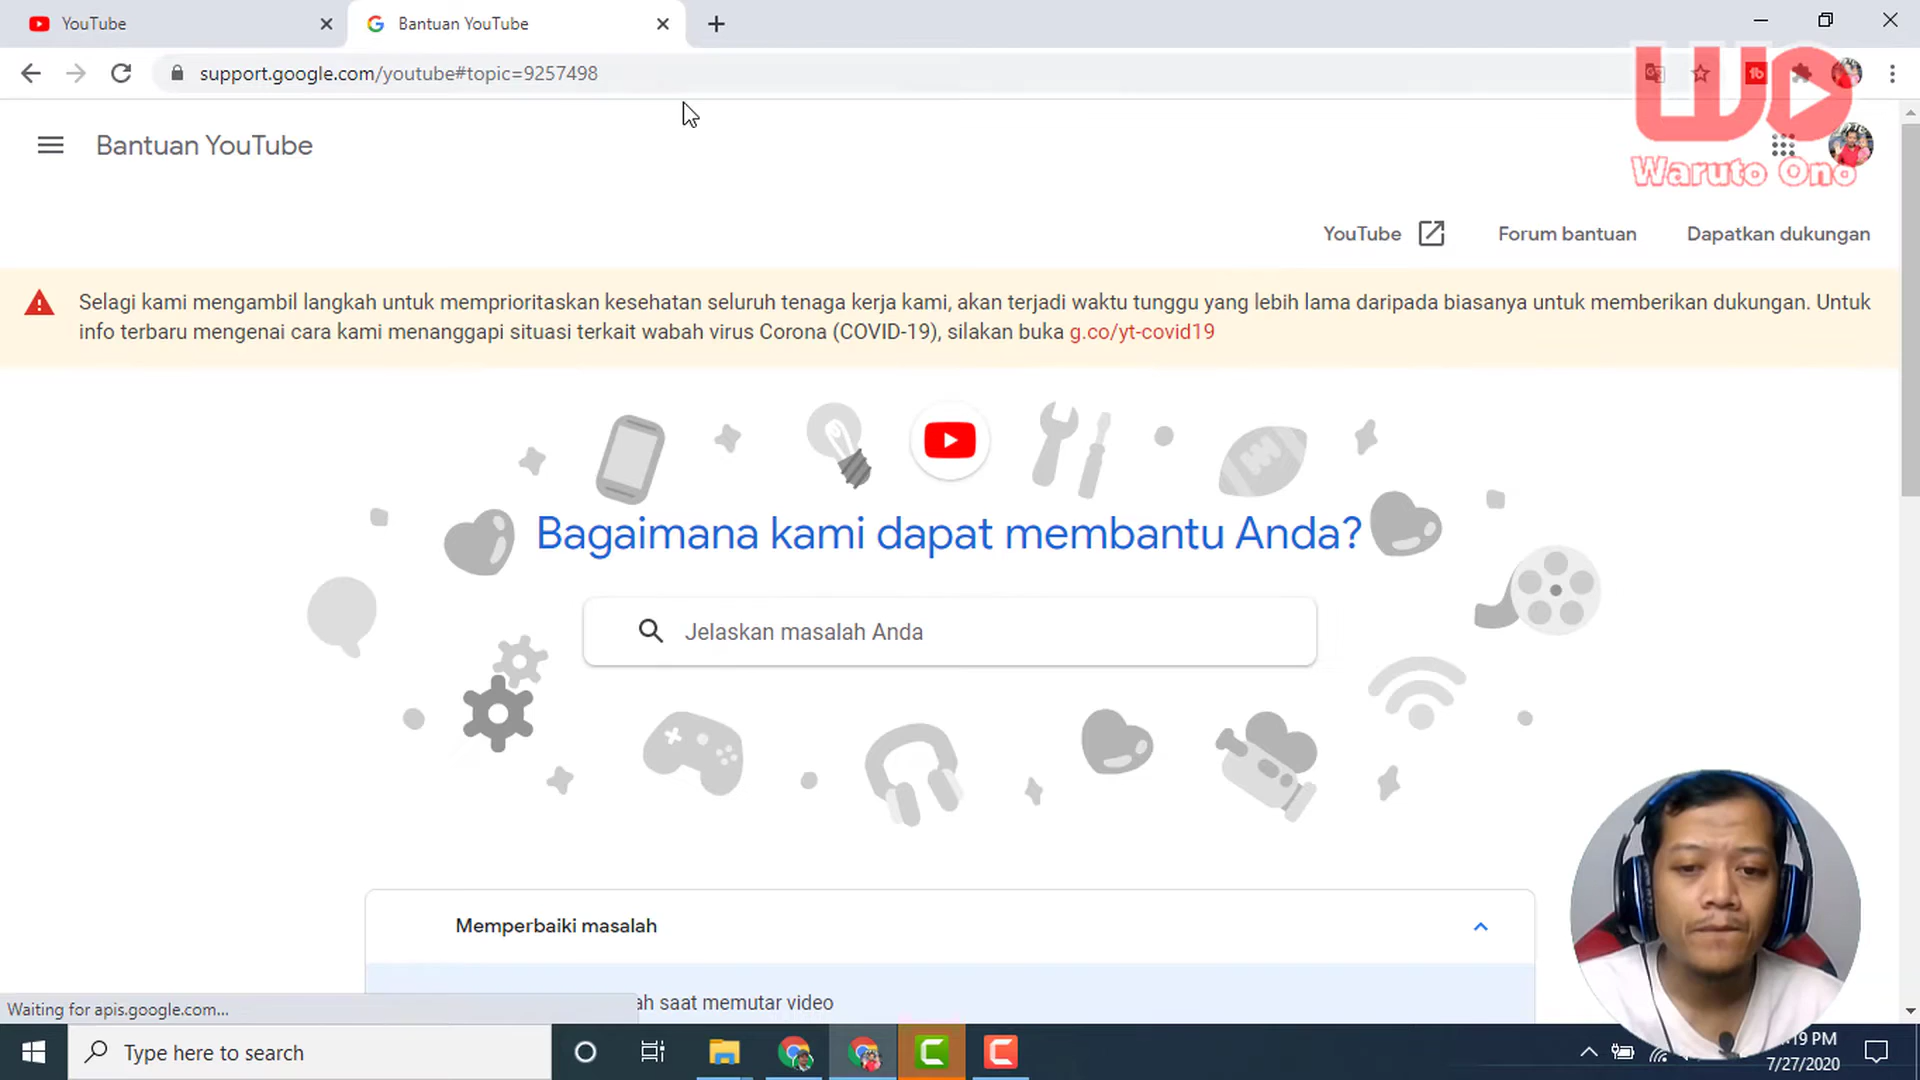 YouTube
Bantuan YouTube
support.google.com/youtube#topic=9257498
Waruto Ono
Bantuan YouTube
YouTube
Forum bantuan
Dapatkan dukungan
Selagi kami mengambil langkah untuk memprioritaskan kesehatan seluruh tenaga kerja kami, akan terjadi waktu tunggu yang lebih lama daripada biasanya untuk memberikan dukungan. Untuk
info terbaru mengenai cara kami menanggapi situasi terkait wabah virus Corona (COVID-19), silakan buka g.co/yt-covid19
Bagaimana kami dapat membantu Anda?
Jelaskan masalah Anda
Memperbaiki masalah
ah saat memutar video
Waiting for apis.google.com...
Type here to search
19 PM
7/27/2020